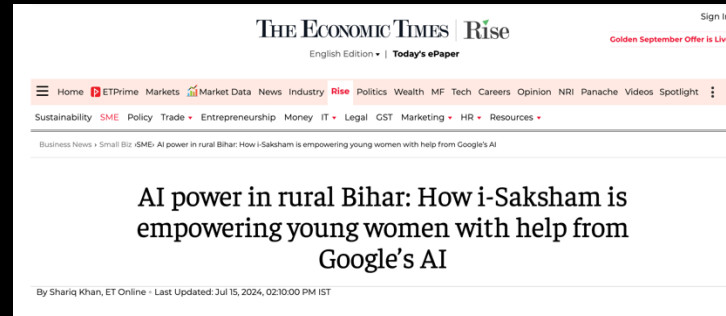 THE ECONOMIC TIMES | Rise
Sign In
Golden September Offer is Live
English Edition ▾ | Today's ePaper
Home ETPrime Markets Market Data News Industry Rise Politics Wealth MF Tech Careers Opinion NRI Panache Videos Spotlight
Sustainability SME Policy Trade ▾ Entrepreneurship Money IT ▾ Legal GST Marketing ▾ HR ▾ Resources ▾
Business News › Small Biz ›SME› AI power in rural Bihar: How i-Saksham is empowering young women with help from Google's AI
AI power in rural Bihar: How i-Saksham is
empowering young women with help from
Google's AI
By Shariq Khan, ET Online • Last Updated: Jul 15, 2024, 02:10:00 PM IST